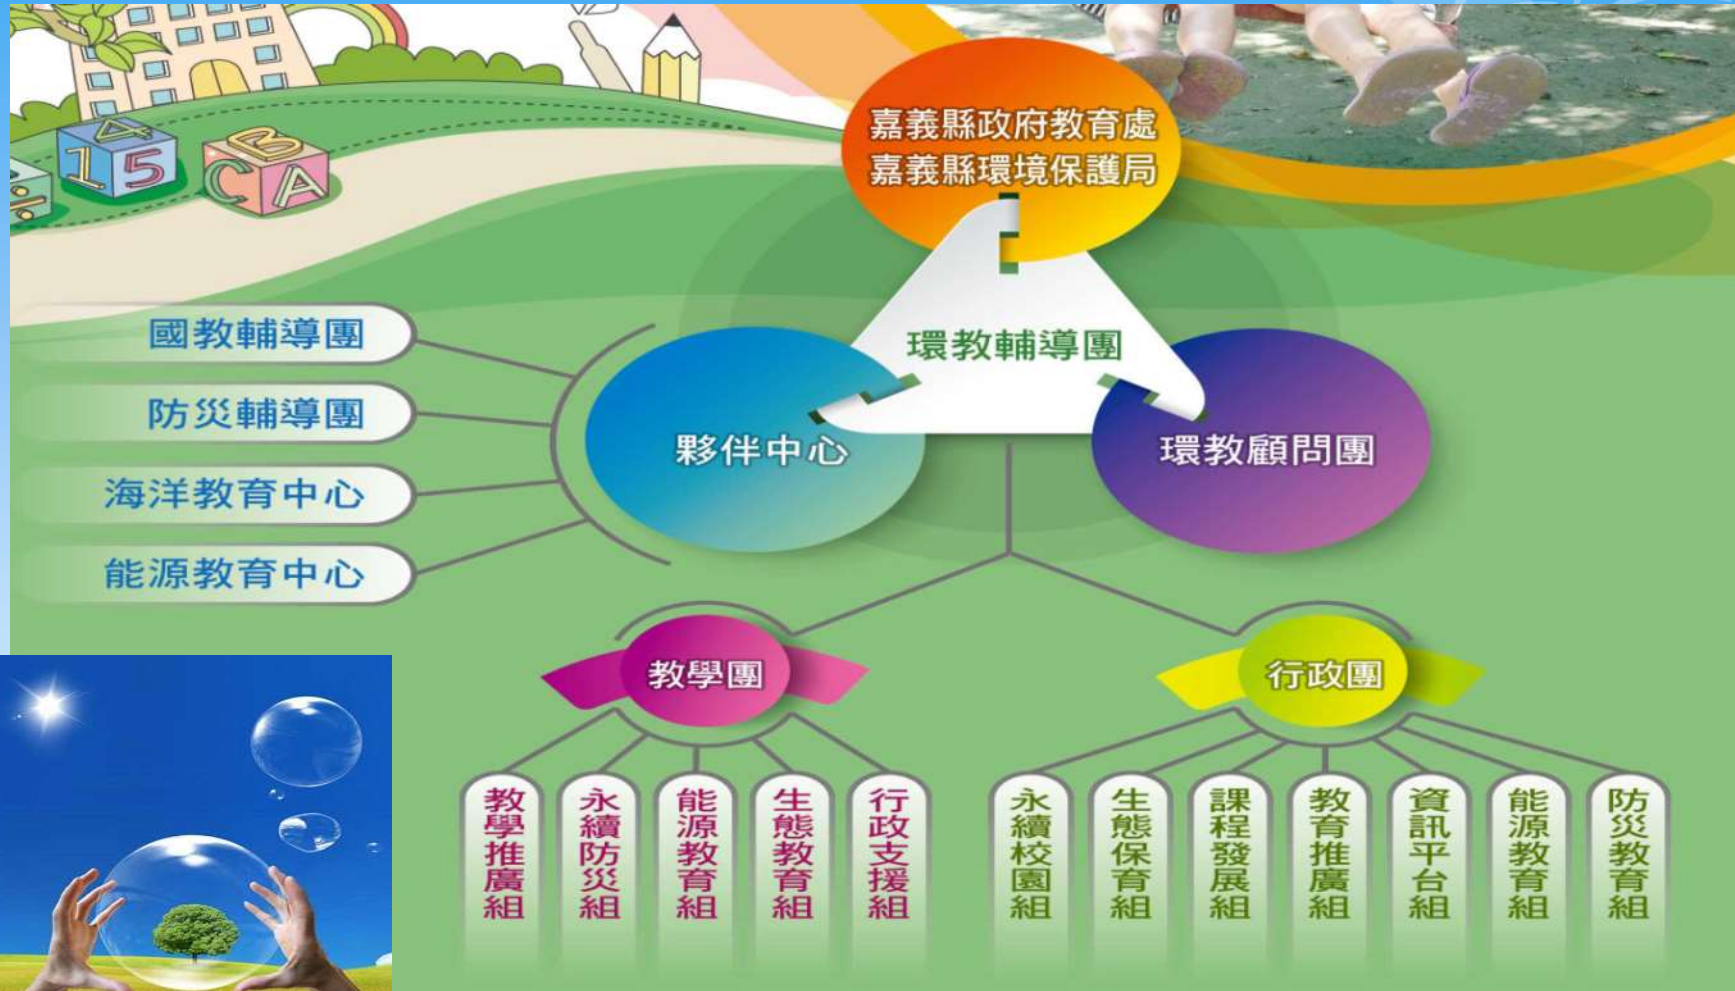 嘉義縣政府教育處
嘉義縣環境保護局
環教輔導團
夥伴中心
環教顧問團
國教輔導團
防災輔導團
海洋教育中心
能源教育中心
教學團
行政團
教學推廣組
永續防災組
能源教育組
生態教育組
行政支援組
永續校園組
生態保育組
課程發展組
教育推廣組
資訊平台組
能源教育組
防災教育組
4
15
B
CA
÷